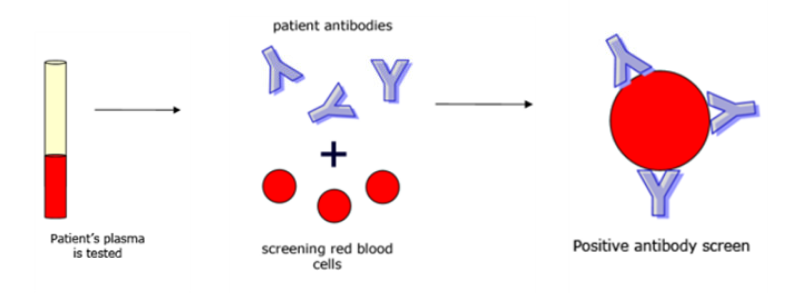 patient antibodies
Patient's plasma
is tested
+
screening red blood
cells
Positive antibody screen